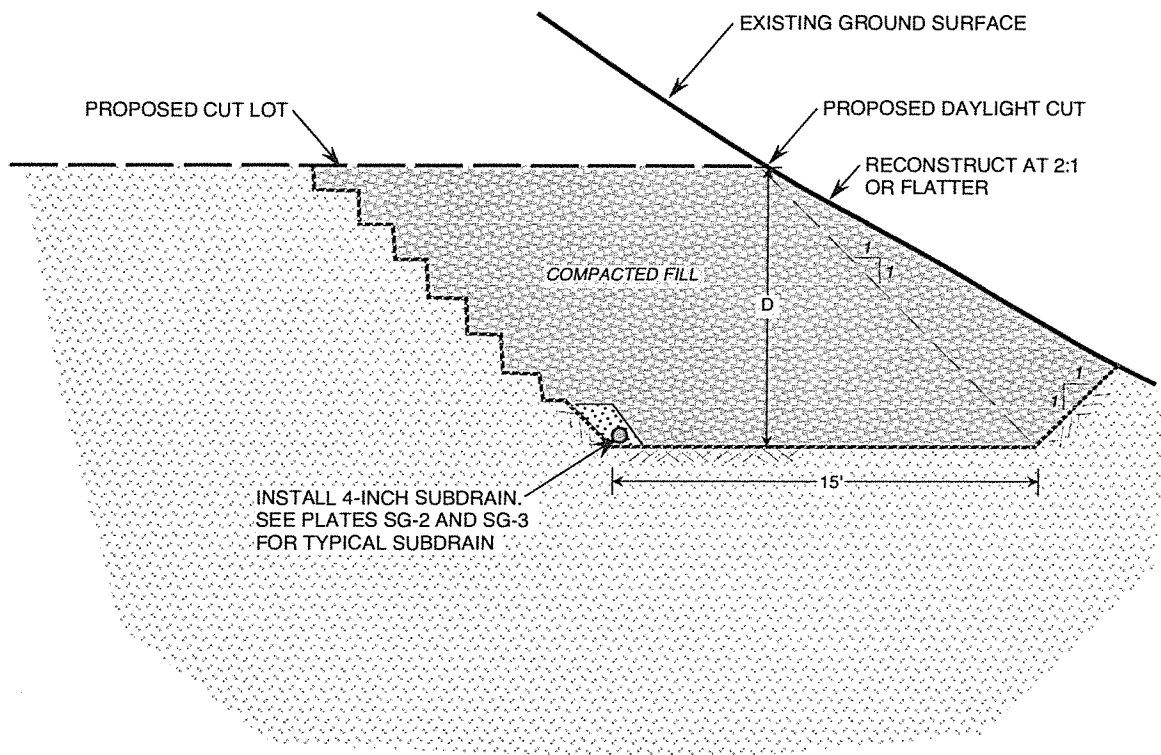 EXISTING GROUND SURFACE
PROPOSED CUT LOT
PROPOSED DAYLIGHT CUT
RECONSTRUCT AT 2:1
OR FLATTER
1
1
COMPACTED FILL
D
1
1
15'
INSTALL 4-INCH SUBDRAIN.
SEE PLATES SG-2 AND SG-3
FOR TYPICAL SUBDRAIN